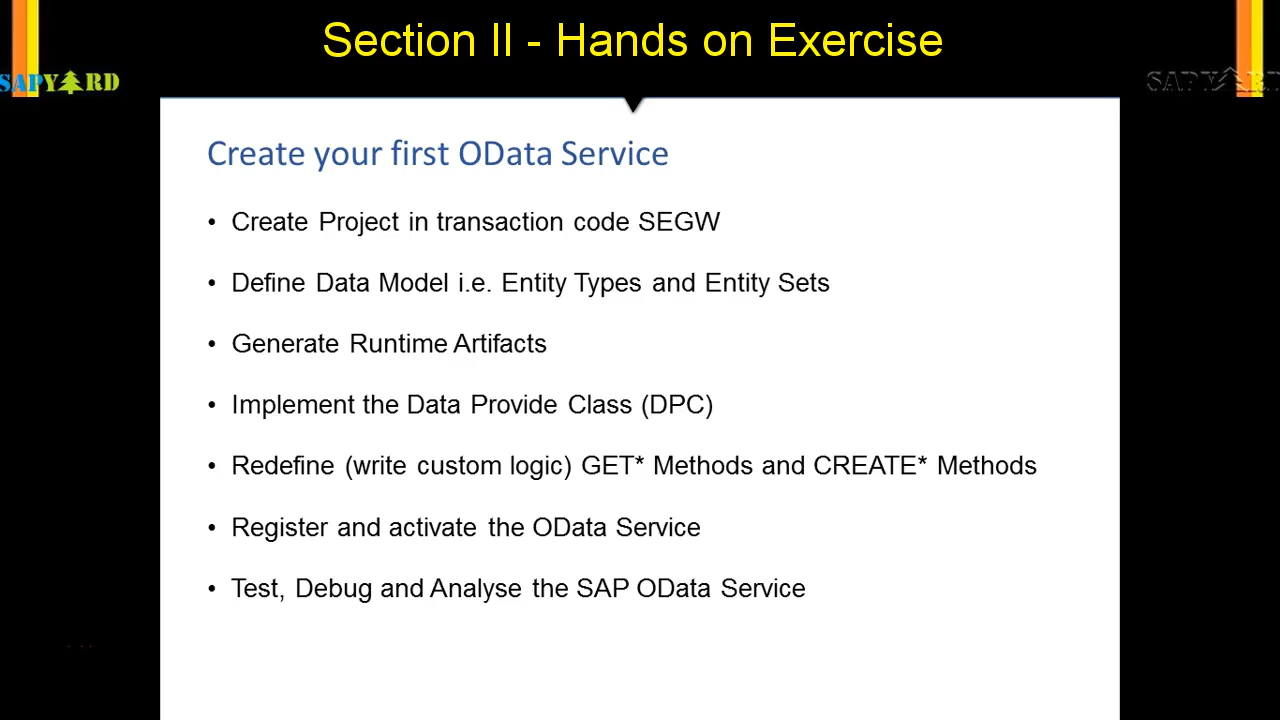 Section II - Hands on Exercise
SAPYARD
SAPYARD
Create your first OData Service
• Create Project in transaction code SEGW
• Define Data Model i.e. Entity Types and Entity Sets
• Generate Runtime Artifacts
• Implement the Data Provide Class (DPC)
• Redefine (write custom logic) GET* Methods and CREATE* Methods
• Register and activate the OData Service
• Test, Debug and Analyse the SAP OData Service